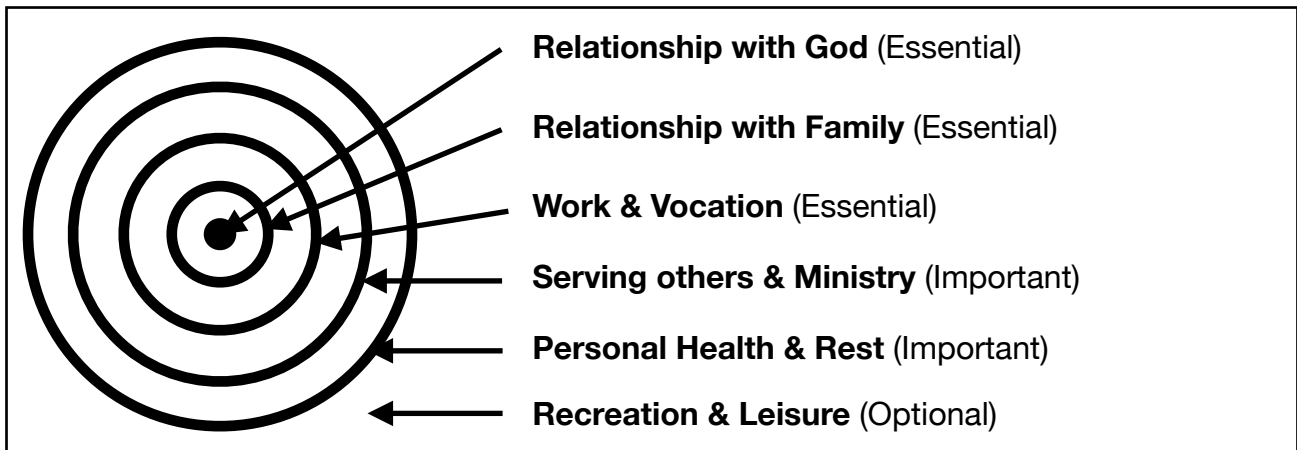 Relationship with God (Essential)
Relationship with Family (Essential)
Work & Vocation (Essential)
Serving others & Ministry (Important)
Personal Health & Rest (Important)
Recreation & Leisure (Optional)